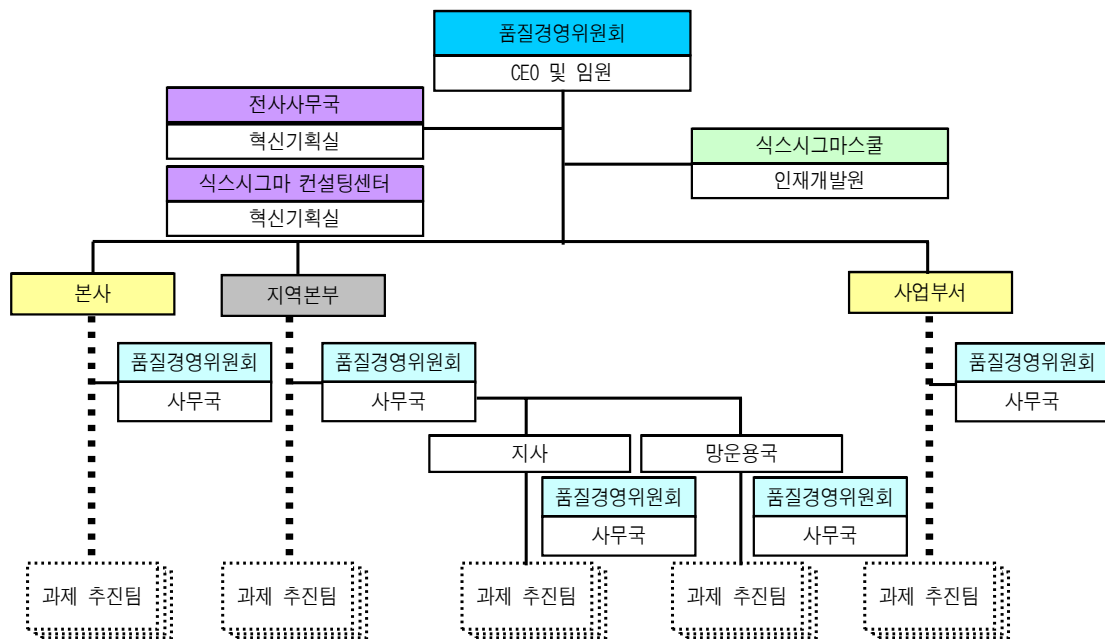 품질경영위원회
CEO 및 임원
전사사무국
혁신기획실
식스시그마스쿨
인재개발원
식스시그마 컨설팅센터
혁신기획실
본사
지역본부
사업부서
품질경영위원회
사무국
품질경영위원회
사무국
품질경영위원회
사무국
지사
망운용국
품질경영위원회
사무국
품질경영위원회
사무국
과제 추진팀
과제 추진팀
과제 추진팀
과제 추진팀
과제 추진팀